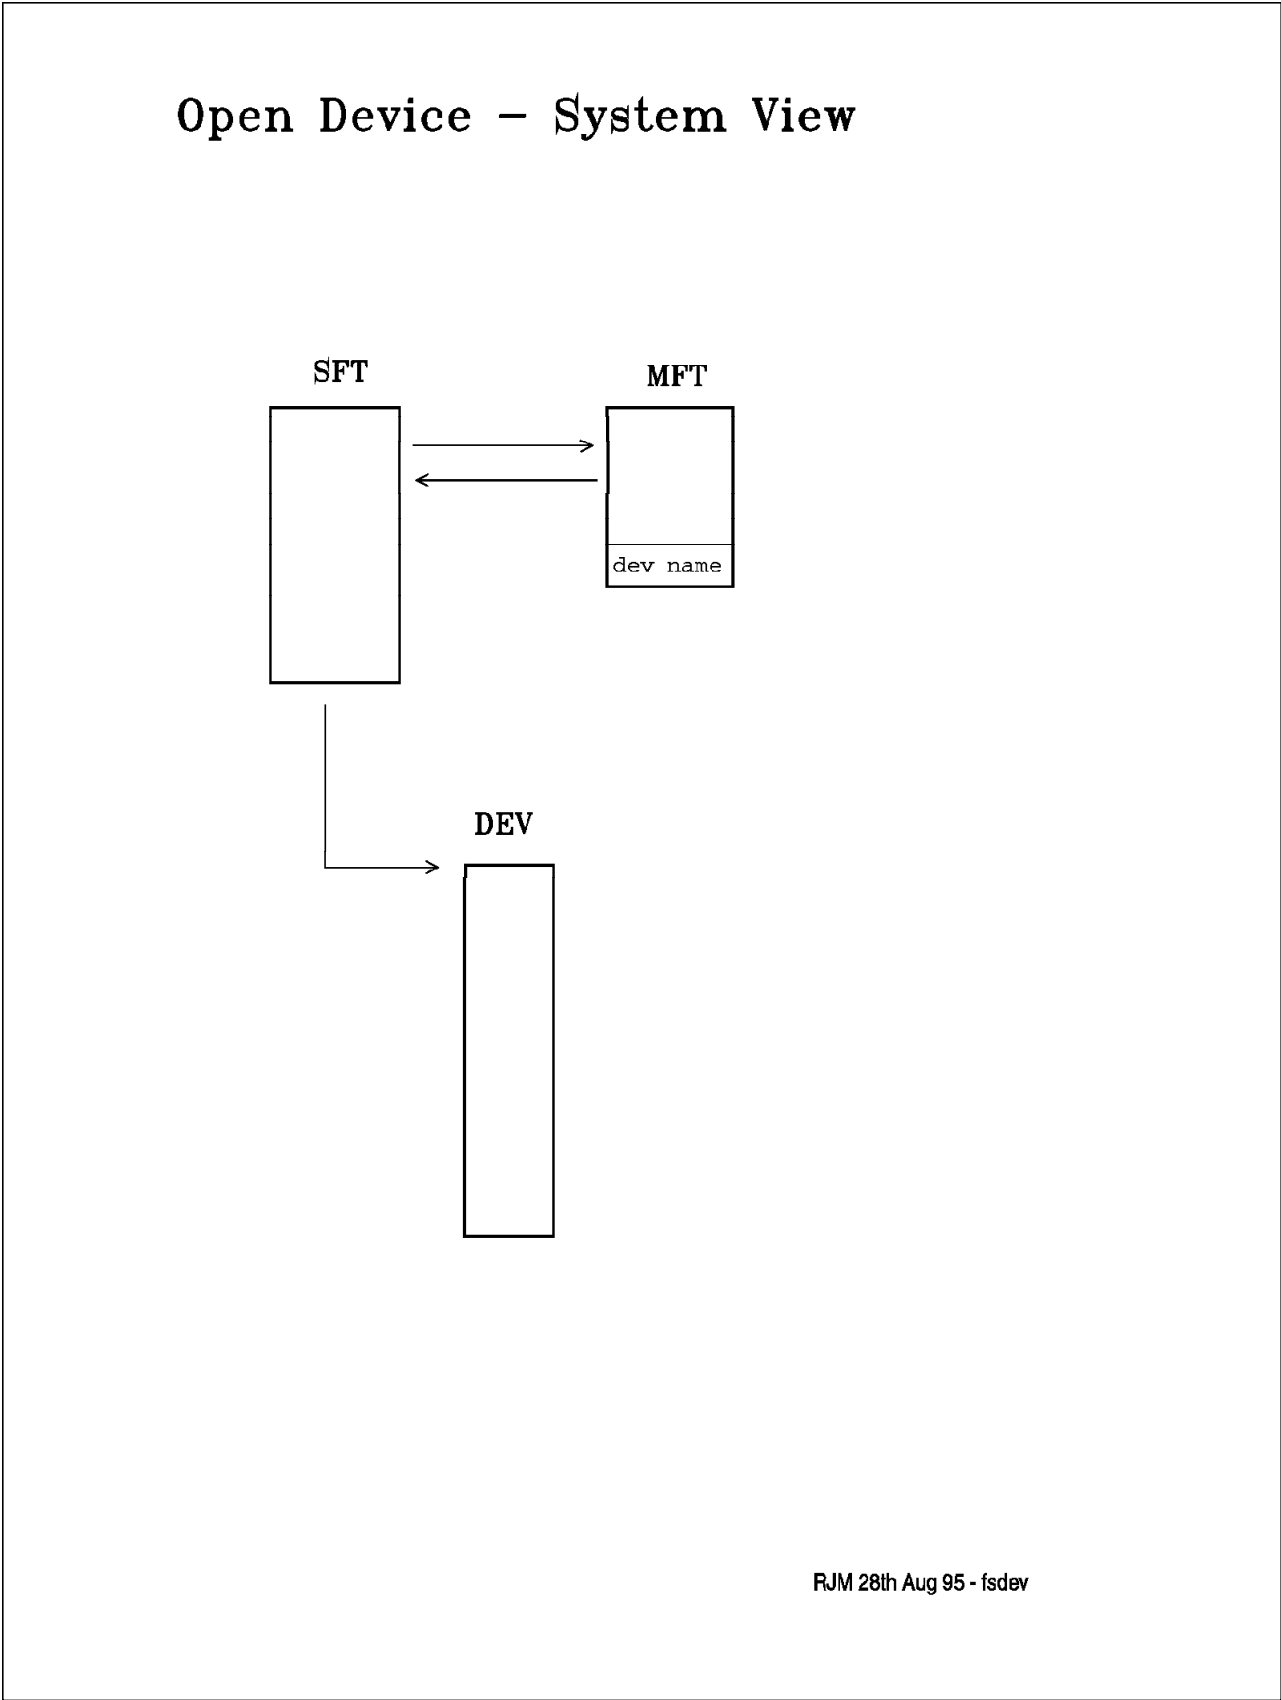 Open Device - System View
SFT
MFT
dev name
DEV
RJM 28th Aug 95 - fsdev